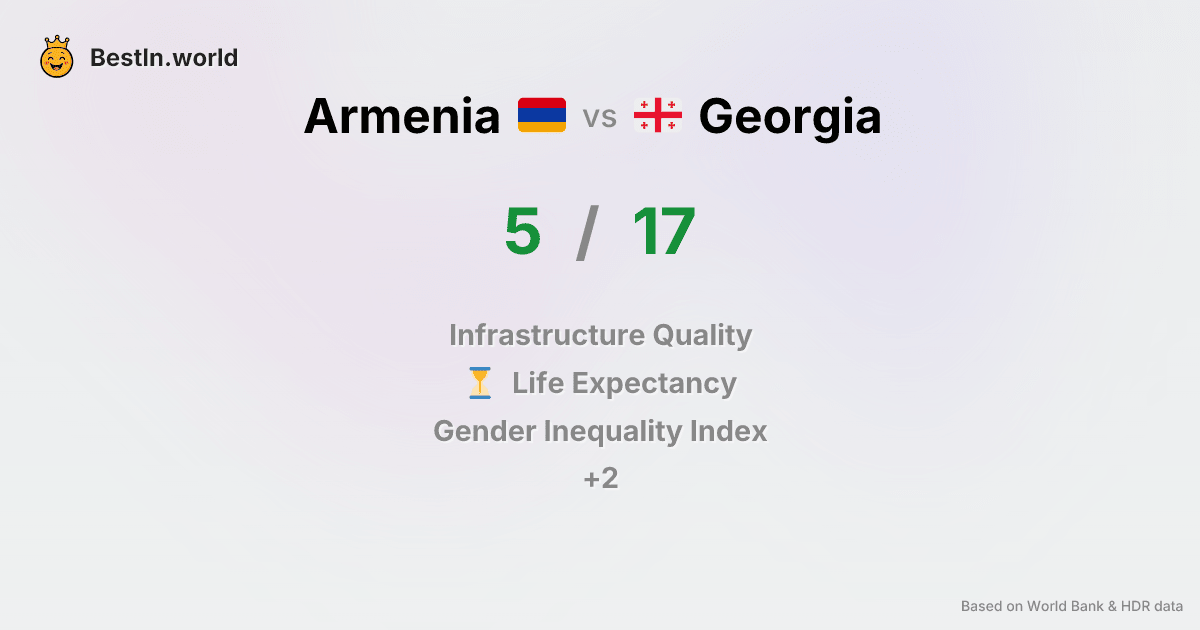 BestIn.world
Armenia vs Georgia
5 / 17
Infrastructure Quality
Life Expectancy
Gender Inequality Index
+2
Based on World Bank & HDR data